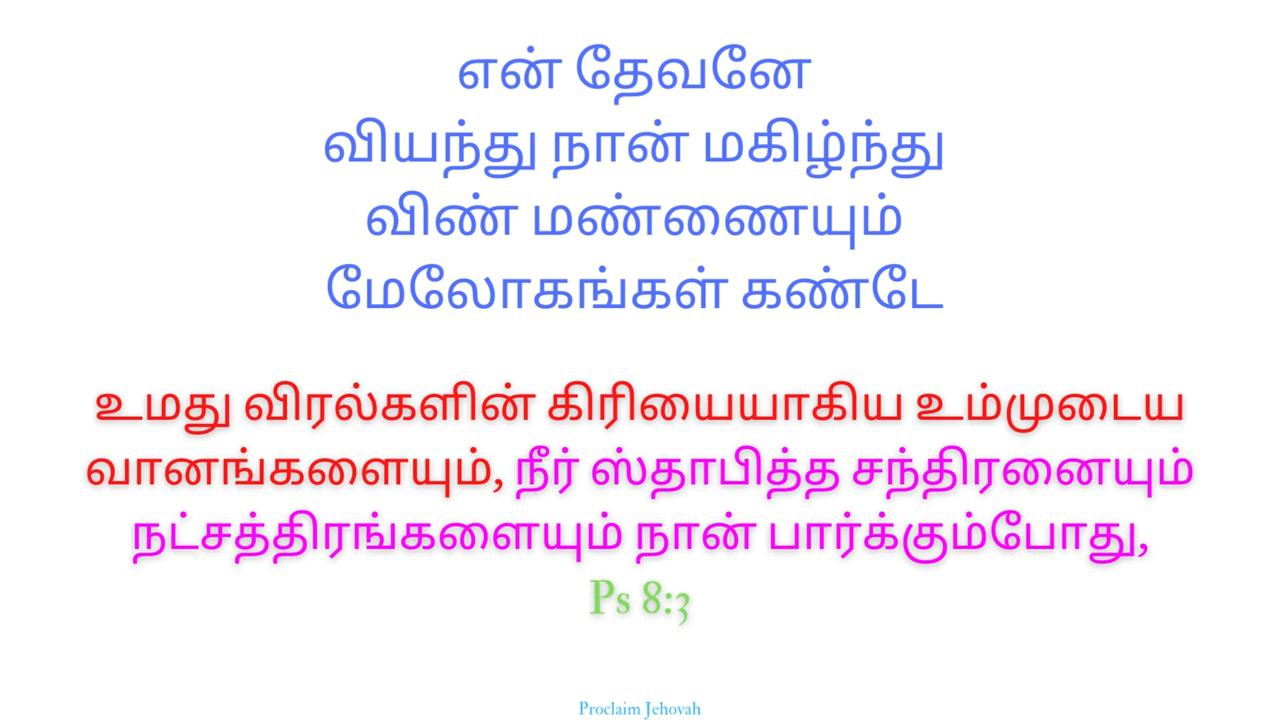 என் தேவனே
வியந்து நான் மகிழ்ந்து
விண் மண்ணையும்
மேலோகங்கள் கண்டே
உமது விரல்களின் கிரியையாகிய உம்முடைய
வானங்களையும், நீர் ஸ்தாபித்த சந்திரனையும்
நட்சத்திரங்களையும் நான் பார்க்கும்போது,
Ps 8:3
Proclaim Jehovah